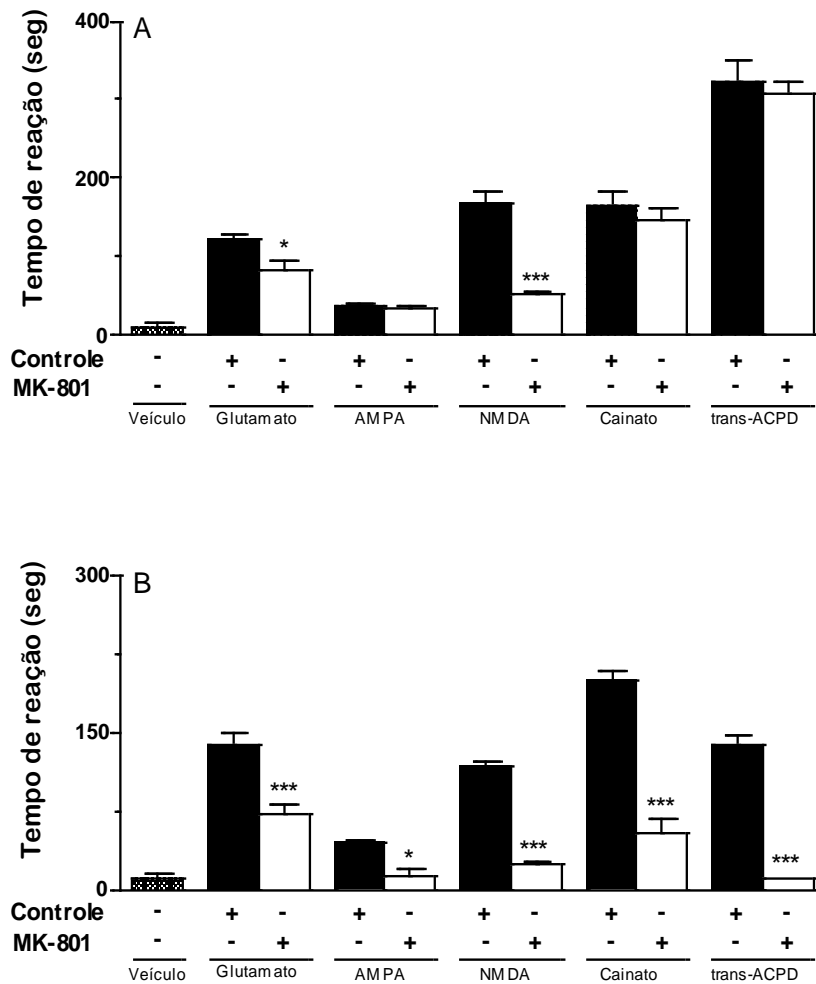 A
Tempo de reação (seg)
400
200
0
*
***
Controle - + - + - + - + - + -
MK-801 - - + - + - + - + - +
Veículo Glutamato AMPA NMDA Cainato trans-ACPD
B
Tempo de reação (seg)
300
150
0
***
*
***
***
***
Controle - + - + - + - + - + -
MK-801 - - + - + - + - + - +
Veículo Glutamato AMPA NMDA Cainato trans-ACPD